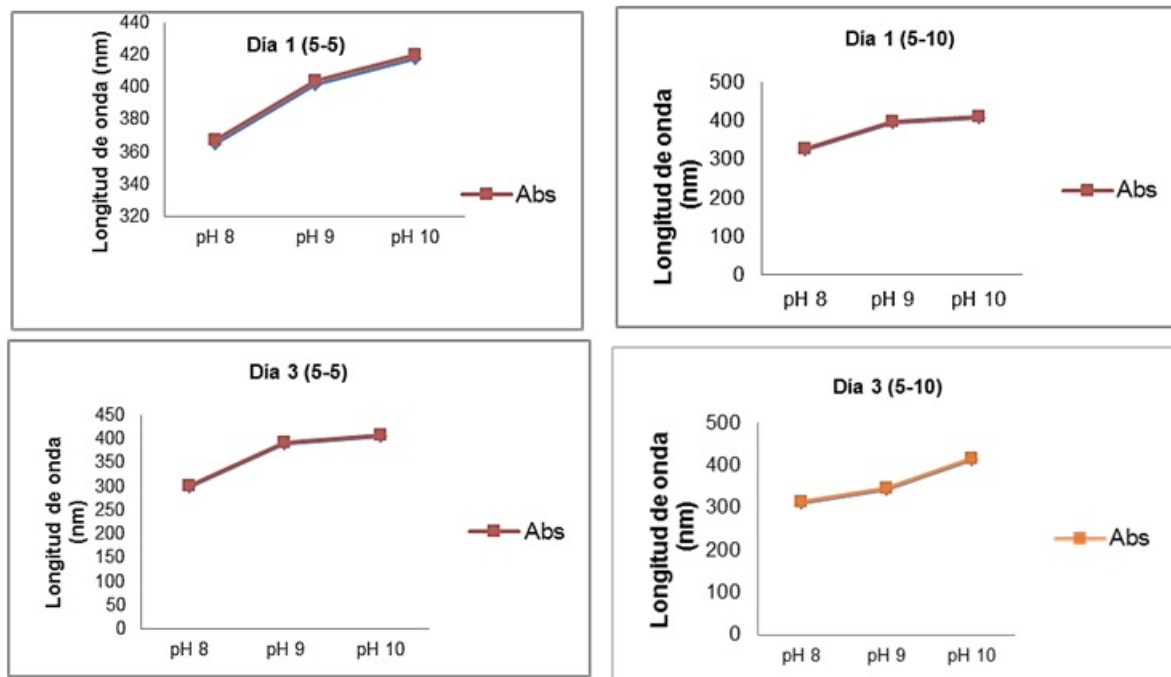 Día 1 (5-5)
Longitud de onda (nm)
440
420
400
380
360
340
320
pH 8 pH 9 pH 10
Abs
Día 1 (5-10)
Longitud de onda
(nm)
500
400
300
200
100
0
pH 8 pH 9 pH 10
Abs
Día 3 (5-5)
Longitud de onda
(nm)
450
400
350
300
250
200
150
100
50
0
pH 8 pH 9 pH 10
Abs
Día 3 (5-10)
Longitud de onda
(nm)
500
400
300
200
100
0
pH 8 pH 9 pH 10
Abs